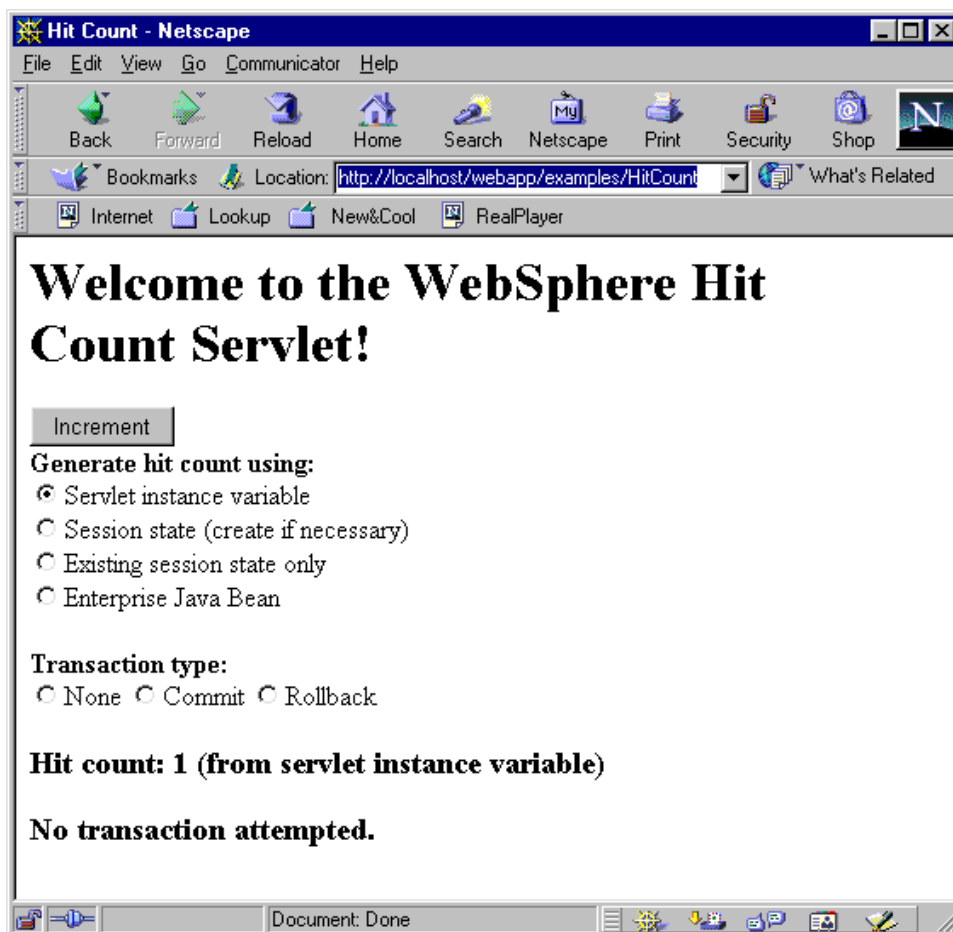 Hit Count - Netscape
File Edit View Go Communicator Help
My
N
Back Forward Reload Home Search Netscape Print Security Shop
Bookmarks Location: http://localhost/webapp/examples/HitCount What's Related
Internet Lookup New&Cool RealPlayer
Welcome to the WebSphere Hit
Count Servlet!
Increment
Generate hit count using:
Servlet instance variable
Session state (create if necessary)
Existing session state only
Enterprise Java Bean
Transaction type:
None Commit Rollback
Hit count: 1 (from servlet instance variable)
No transaction attempted.
Document: Done